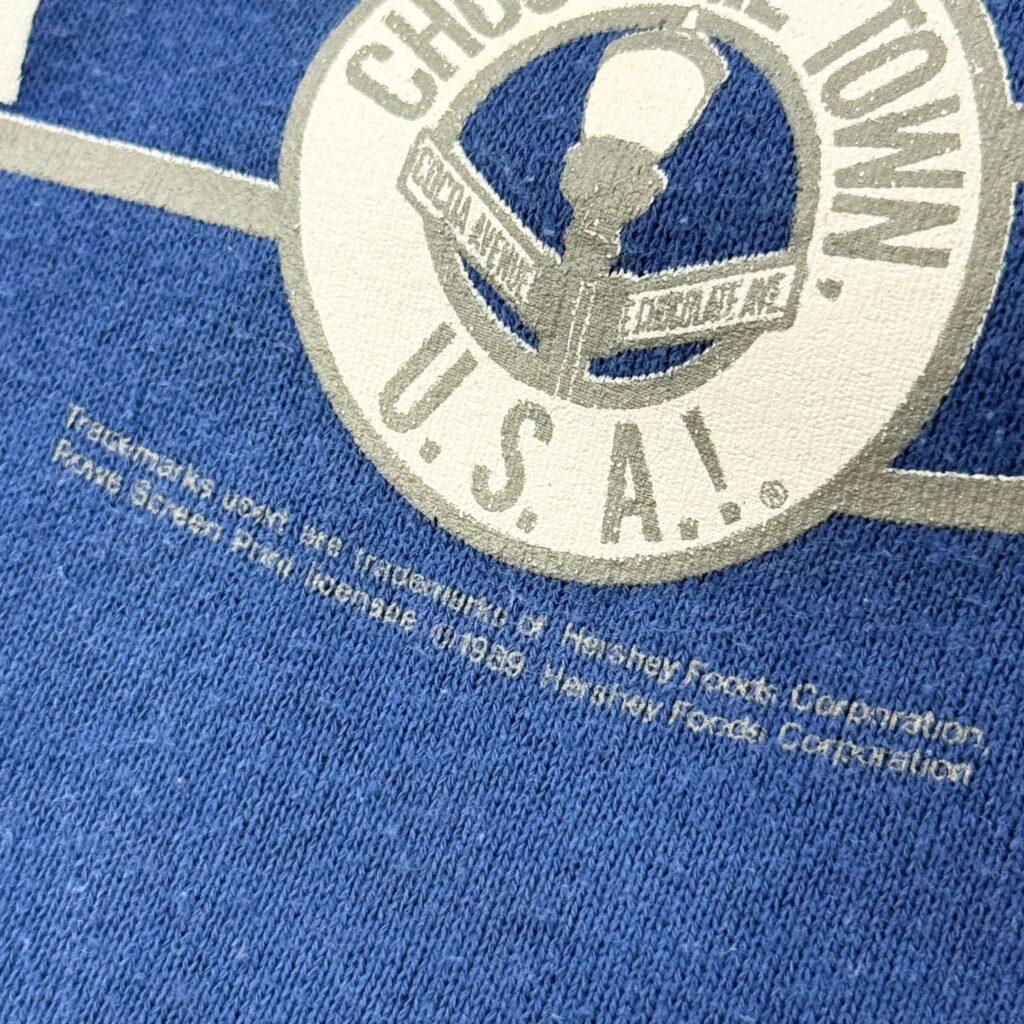 TOWN,
COCOA AVENUE
E. CHOCOLATE AVE.
U.S.A!.®
Trademarks used are trademarks of Hershey Foods Corporation,
Rowe Screen Print licensee ©1989 Hershey Foods Corporation